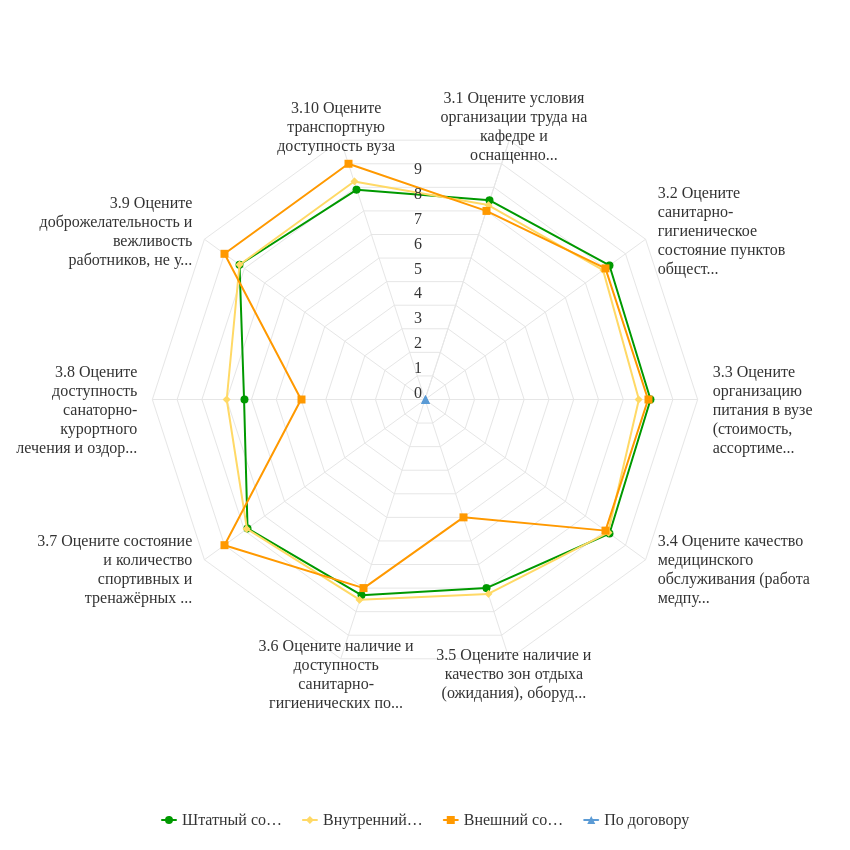 3.10 Оцените
транспортную
доступность вуза
3.1 Оцените условия
организации труда на
кафедре и
оснащенно...
3.2 Оцените
санитарно-
гигиеническое
состояние пунктов
общест...
3.3 Оцените
организацию
питания в вузе
(стоимость,
ассортиме...
3.4 Оцените качество
медицинского
обслуживания (работа
медпу...
3.5 Оцените наличие и
качество зон отдыха
(ожидания), оборуд...
3.6 Оцените наличие и
доступность
санитарно-
гигиенических по...
3.7 Оцените состояние
и количество
спортивных и
тренажёрных ...
3.8 Оцените
доступность
санаторно-
курортного
лечения и оздор...
3.9 Оцените
доброжелательность и
вежливость
работников, не у...
9
8
7
6
5
4
3
2
1
0
Штатный со…
Внутренний…
Внешний со…
По договору